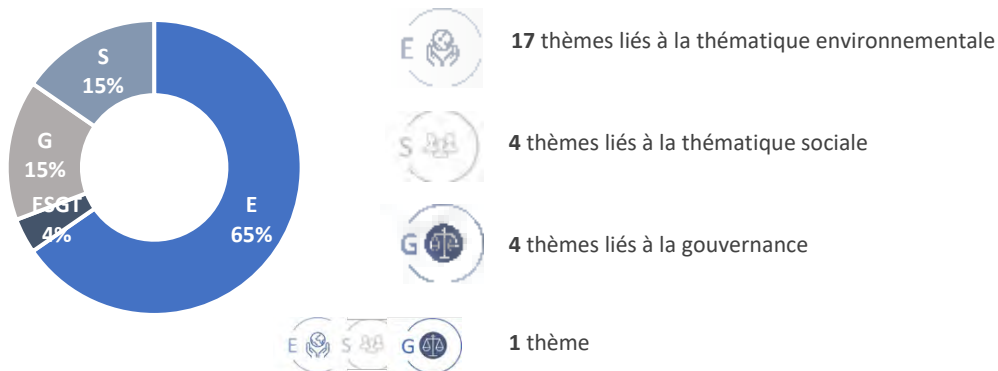 S
15%
G
15%
ESGT
4%
E
65%
E
17 thèmes liés à la thématique environnementale
S
4 thèmes liés à la thématique sociale
G
4 thèmes liés à la gouvernance
E S G
1 thème